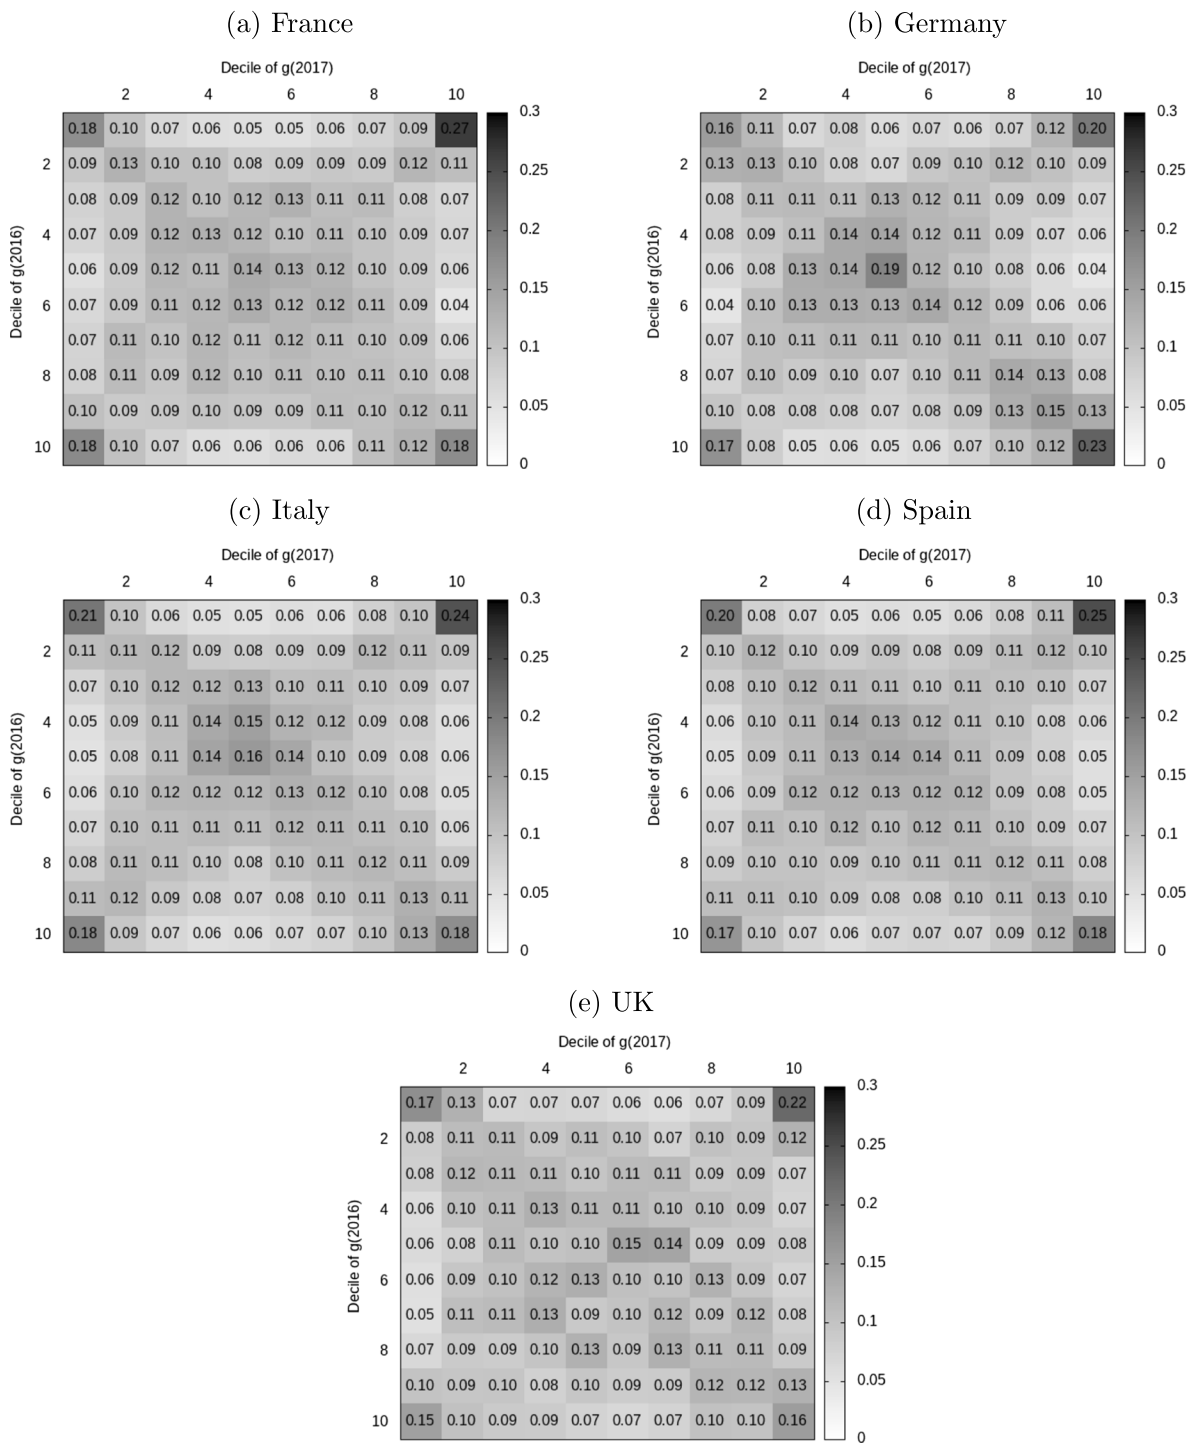 (a) France
Decile of g(2017)
2 4 6 8 10
0.18 0.10 0.07 0.06 0.05 0.05 0.06 0.07 0.09 0.27
2 0.09 0.13 0.10 0.10 0.08 0.09 0.09 0.09 0.12 0.11
0.08 0.09 0.12 0.10 0.12 0.13 0.11 0.11 0.08 0.07
4 0.07 0.09 0.12 0.13 0.12 0.10 0.11 0.10 0.09 0.07
0.06 0.09 0.12 0.11 0.14 0.13 0.12 0.10 0.09 0.06
6 0.07 0.09 0.11 0.12 0.13 0.12 0.12 0.11 0.09 0.04
0.07 0.11 0.10 0.12 0.11 0.12 0.11 0.10 0.09 0.06
8 0.08 0.11 0.09 0.12 0.10 0.11 0.10 0.11 0.10 0.08
0.10 0.09 0.09 0.10 0.09 0.09 0.11 0.10 0.12 0.11
10 0.18 0.10 0.07 0.06 0.06 0.06 0.06 0.11 0.12 0.18
Decile of g(2016)
0.3
0.25
0.2
0.15
0.1
0.05
0
(b) Germany
Decile of g(2017)
2 4 6 8 10
0.16 0.11 0.07 0.08 0.06 0.07 0.06 0.07 0.12 0.20
2 0.13 0.13 0.10 0.08 0.07 0.09 0.10 0.12 0.10 0.09
0.08 0.11 0.11 0.11 0.13 0.12 0.11 0.09 0.09 0.07
4 0.08 0.09 0.11 0.14 0.14 0.12 0.11 0.09 0.07 0.06
0.06 0.08 0.13 0.14 0.19 0.12 0.10 0.08 0.06 0.04
6 0.04 0.10 0.13 0.13 0.13 0.14 0.12 0.09 0.06 0.06
0.07 0.10 0.11 0.11 0.11 0.10 0.11 0.11 0.10 0.07
8 0.07 0.10 0.09 0.10 0.07 0.10 0.11 0.14 0.13 0.08
0.10 0.08 0.08 0.08 0.07 0.08 0.09 0.13 0.15 0.13
10 0.17 0.08 0.05 0.06 0.05 0.06 0.07 0.10 0.12 0.23
Decile of g(2016)
0.3
0.25
0.2
0.15
0.1
0.05
0
(c) Italy
Decile of g(2017)
2 4 6 8 10
0.21 0.10 0.06 0.05 0.05 0.06 0.06 0.08 0.10 0.24
2 0.11 0.11 0.12 0.09 0.08 0.09 0.09 0.12 0.11 0.09
0.07 0.10 0.12 0.12 0.13 0.10 0.11 0.10 0.09 0.07
4 0.05 0.09 0.11 0.14 0.15 0.12 0.12 0.09 0.08 0.06
0.05 0.08 0.11 0.14 0.16 0.14 0.10 0.09 0.08 0.06
6 0.06 0.10 0.12 0.12 0.12 0.13 0.12 0.10 0.08 0.05
0.07 0.10 0.11 0.11 0.11 0.12 0.11 0.11 0.10 0.06
8 0.08 0.11 0.11 0.10 0.08 0.10 0.11 0.12 0.11 0.09
0.11 0.12 0.09 0.08 0.07 0.08 0.10 0.11 0.13 0.11
10 0.18 0.09 0.07 0.06 0.06 0.07 0.07 0.10 0.13 0.18
Decile of g(2016)
0.3
0.25
0.2
0.15
0.1
0.05
0
(d) Spain
Decile of g(2017)
2 4 6 8 10
0.20 0.08 0.07 0.05 0.06 0.05 0.06 0.08 0.11 0.25
2 0.10 0.12 0.10 0.09 0.09 0.08 0.09 0.11 0.12 0.10
0.08 0.10 0.12 0.11 0.11 0.10 0.11 0.10 0.10 0.07
4 0.06 0.10 0.11 0.14 0.13 0.12 0.11 0.10 0.08 0.06
0.05 0.09 0.11 0.13 0.14 0.14 0.11 0.09 0.08 0.05
6 0.06 0.09 0.12 0.12 0.13 0.12 0.12 0.09 0.08 0.05
0.07 0.11 0.10 0.12 0.10 0.12 0.11 0.10 0.09 0.07
8 0.09 0.10 0.10 0.09 0.10 0.11 0.11 0.12 0.11 0.08
0.11 0.11 0.10 0.09 0.08 0.08 0.10 0.11 0.13 0.10
10 0.17 0.10 0.07 0.06 0.07 0.07 0.07 0.09 0.12 0.18
Decile of g(2016)
0.3
0.25
0.2
0.15
0.1
0.05
0
(e) UK
Decile of g(2017)
2 4 6 8 10
0.17 0.13 0.07 0.07 0.07 0.06 0.06 0.07 0.09 0.22
2 0.08 0.11 0.11 0.09 0.11 0.10 0.07 0.10 0.09 0.12
0.08 0.12 0.11 0.11 0.10 0.11 0.11 0.09 0.09 0.07
4 0.06 0.10 0.11 0.13 0.11 0.11 0.10 0.10 0.09 0.07
0.06 0.08 0.11 0.10 0.10 0.15 0.14 0.09 0.09 0.08
6 0.06 0.09 0.10 0.12 0.13 0.10 0.10 0.13 0.09 0.07
0.05 0.11 0.11 0.13 0.09 0.10 0.12 0.09 0.12 0.08
8 0.07 0.09 0.09 0.10 0.13 0.09 0.13 0.11 0.11 0.09
0.10 0.09 0.10 0.08 0.10 0.09 0.09 0.12 0.12 0.13
10 0.15 0.10 0.09 0.09 0.07 0.07 0.07 0.10 0.10 0.16
Decile of g(2016)
0.3
0.25
0.2
0.15
0.1
0.05
0